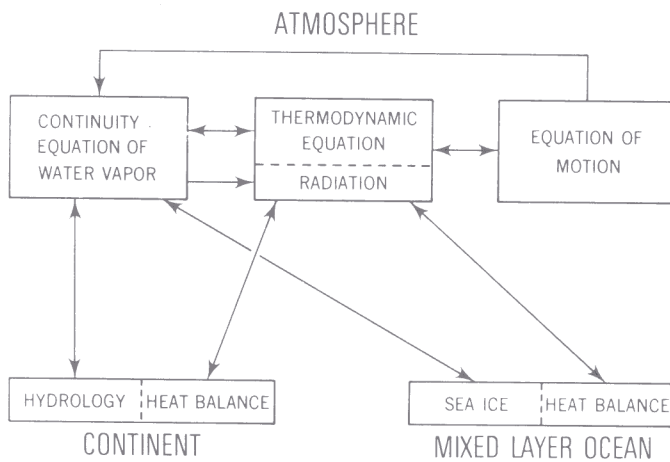 ATMOSPHERE
CONTINUITY
EQUATION OF
WATER VAPOR
THERMODYNAMIC
EQUATION
RADIATION
EQUATION OF
MOTION
HYDROLOGY
HEAT BALANCE
CONTINENT
SEA ICE
HEAT BALANCE
MIXED LAYER OCEAN